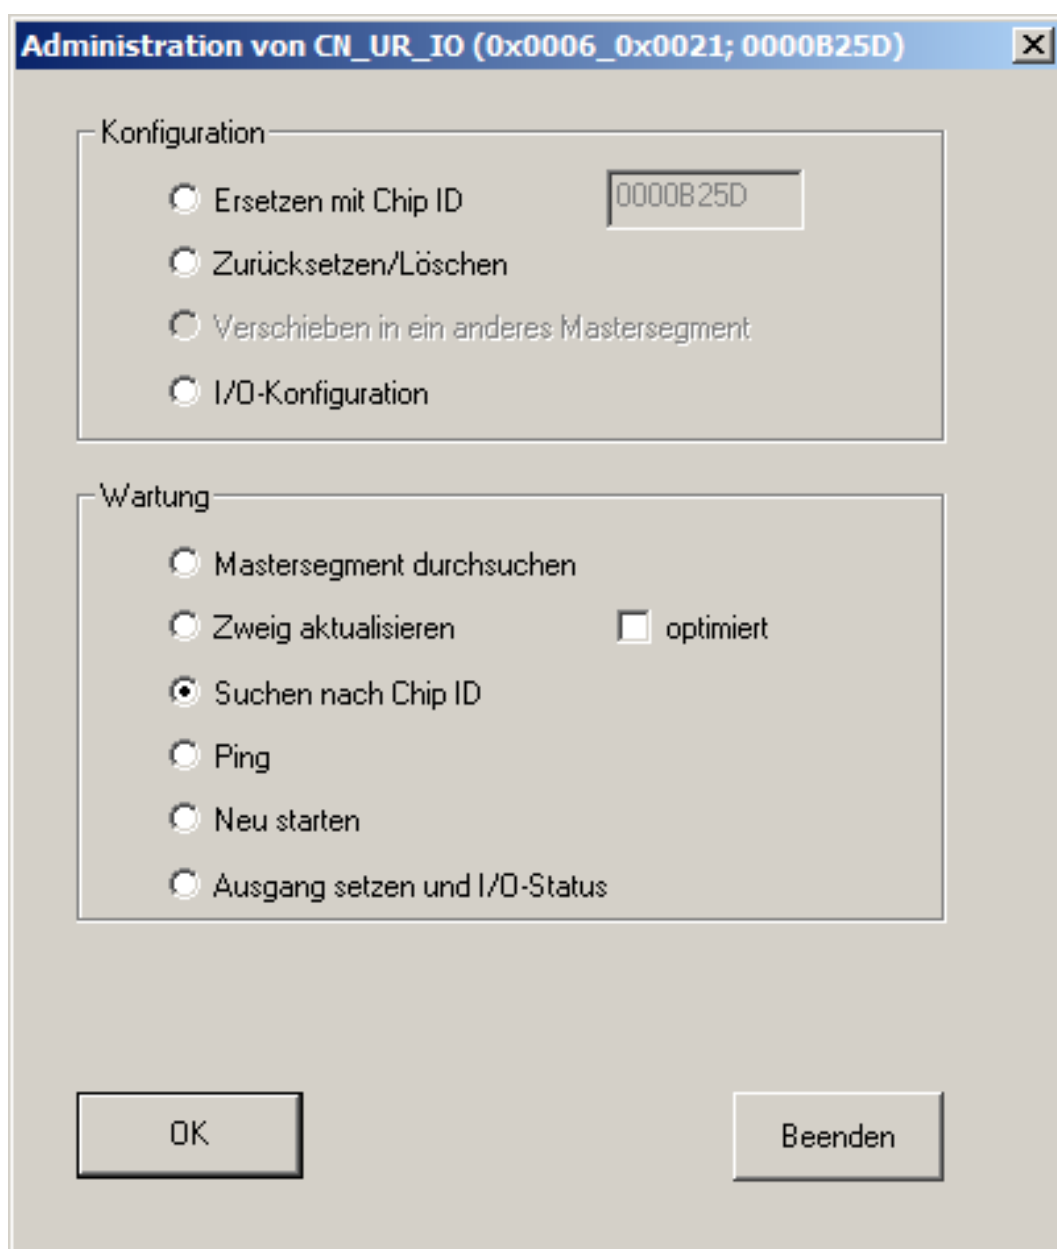 Administration von CN_UR_IO (0x0006_0x0021; 0000B25D)
Konfiguration
Ersetzen mit Chip ID 0000B25D
Zurücksetzen/Löschen
Verschieben in ein anderes Mastersegment
I/O-Konfiguration
Wartung
Mastersegment durchsuchen
Zweig aktualisieren optimiert
Suchen nach Chip ID
Ping
Neu starten
Ausgang setzen und I/O-Status
OK Beenden